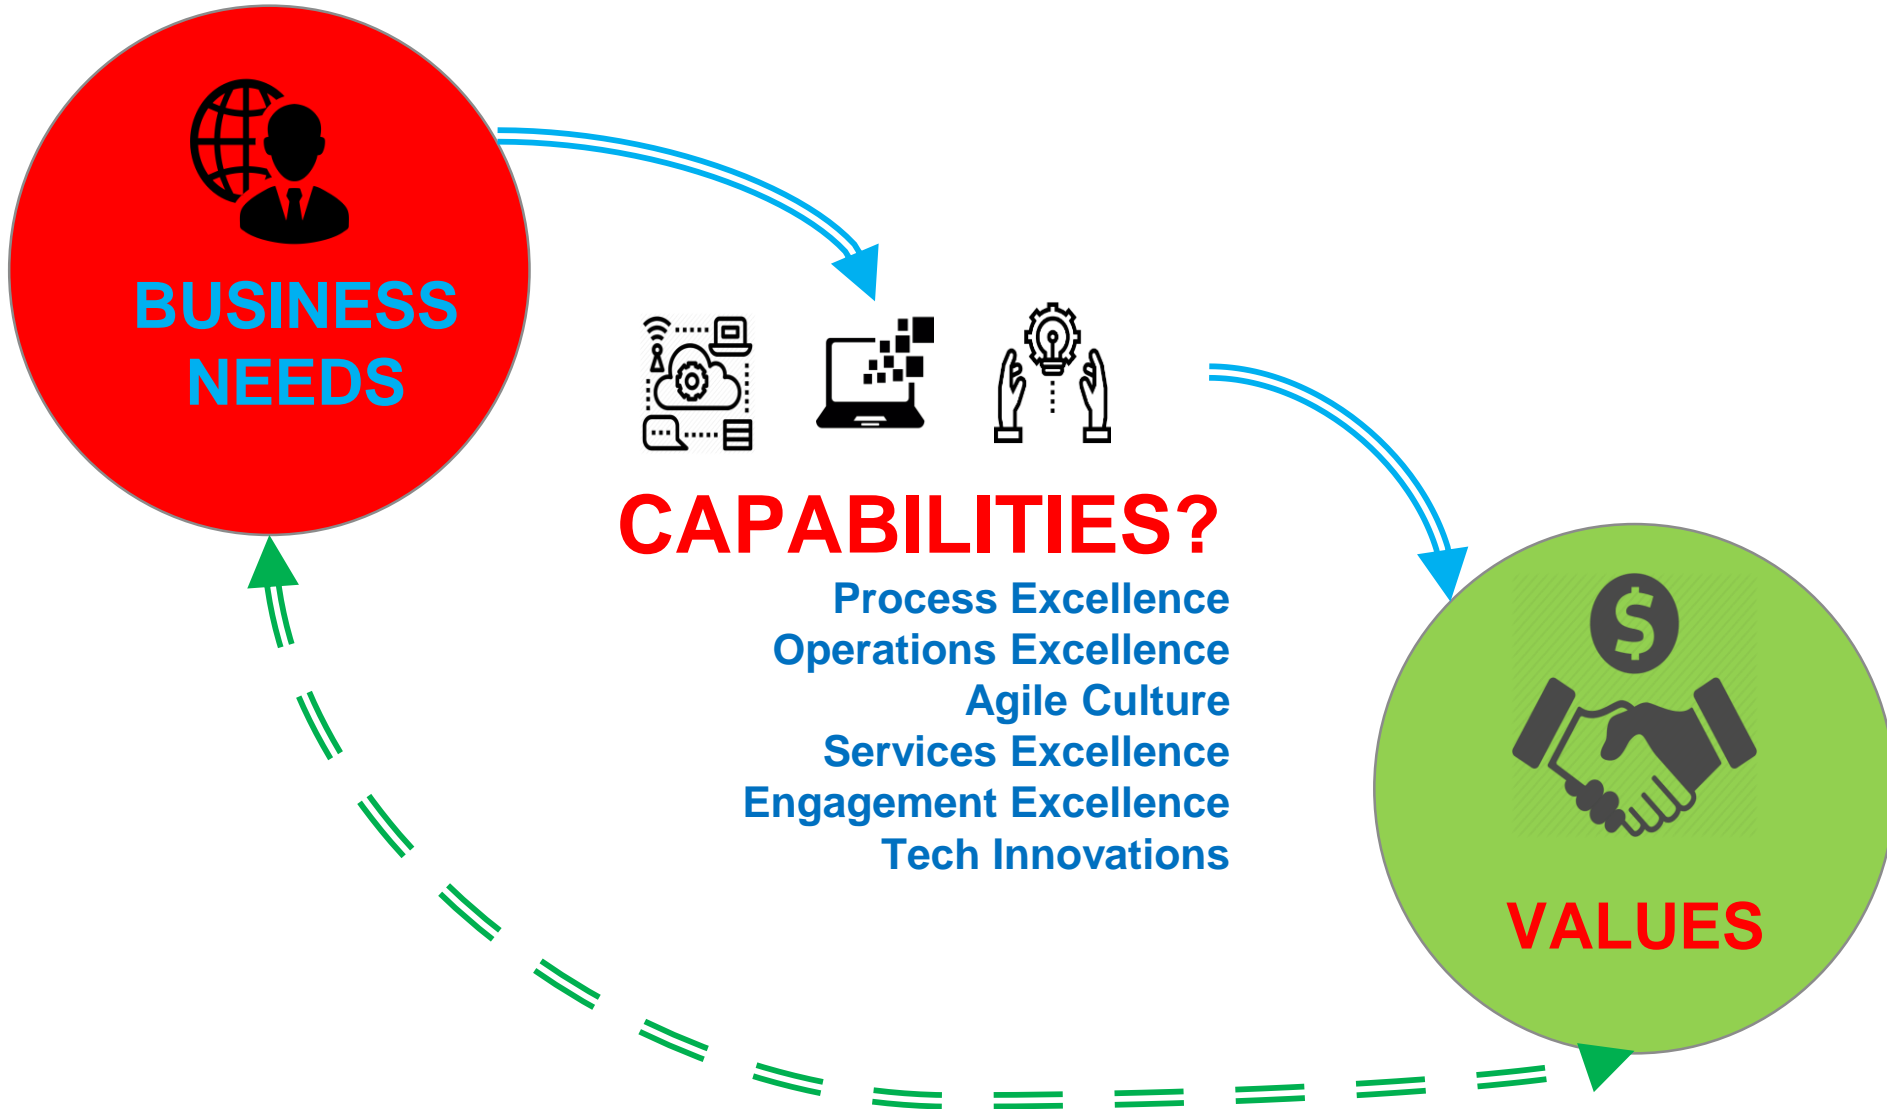 BUSINESS
NEEDS
CAPABILITIES?
Process Excellence
Operations Excellence
Agile Culture
Services Excellence
Engagement Excellence
Tech Innovations
$
VALUES